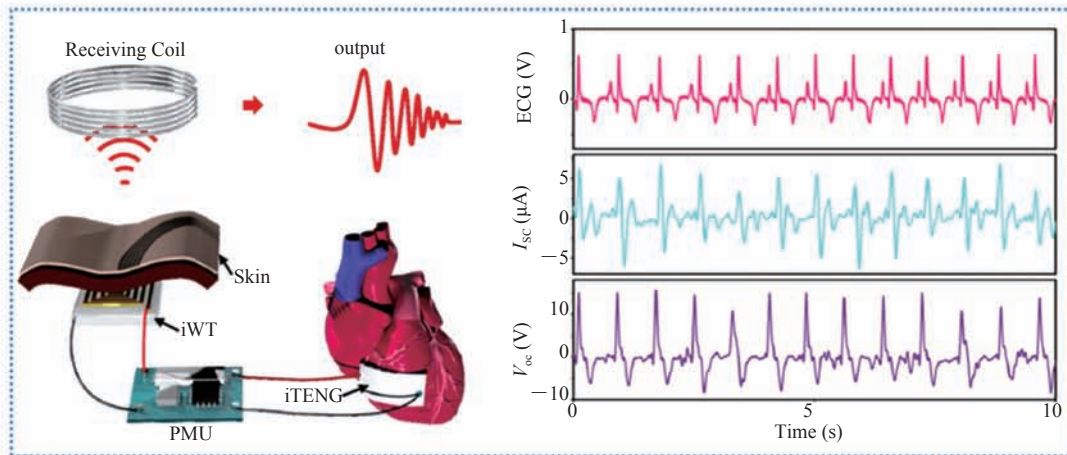 Receiving Coil
output
Skin
iWT
iTENG
PMU
1
ECG (V)
0
5
I_SC (μA)
0
−5
10
V_oc (V)
0
−10
0
5
10
Time (s)